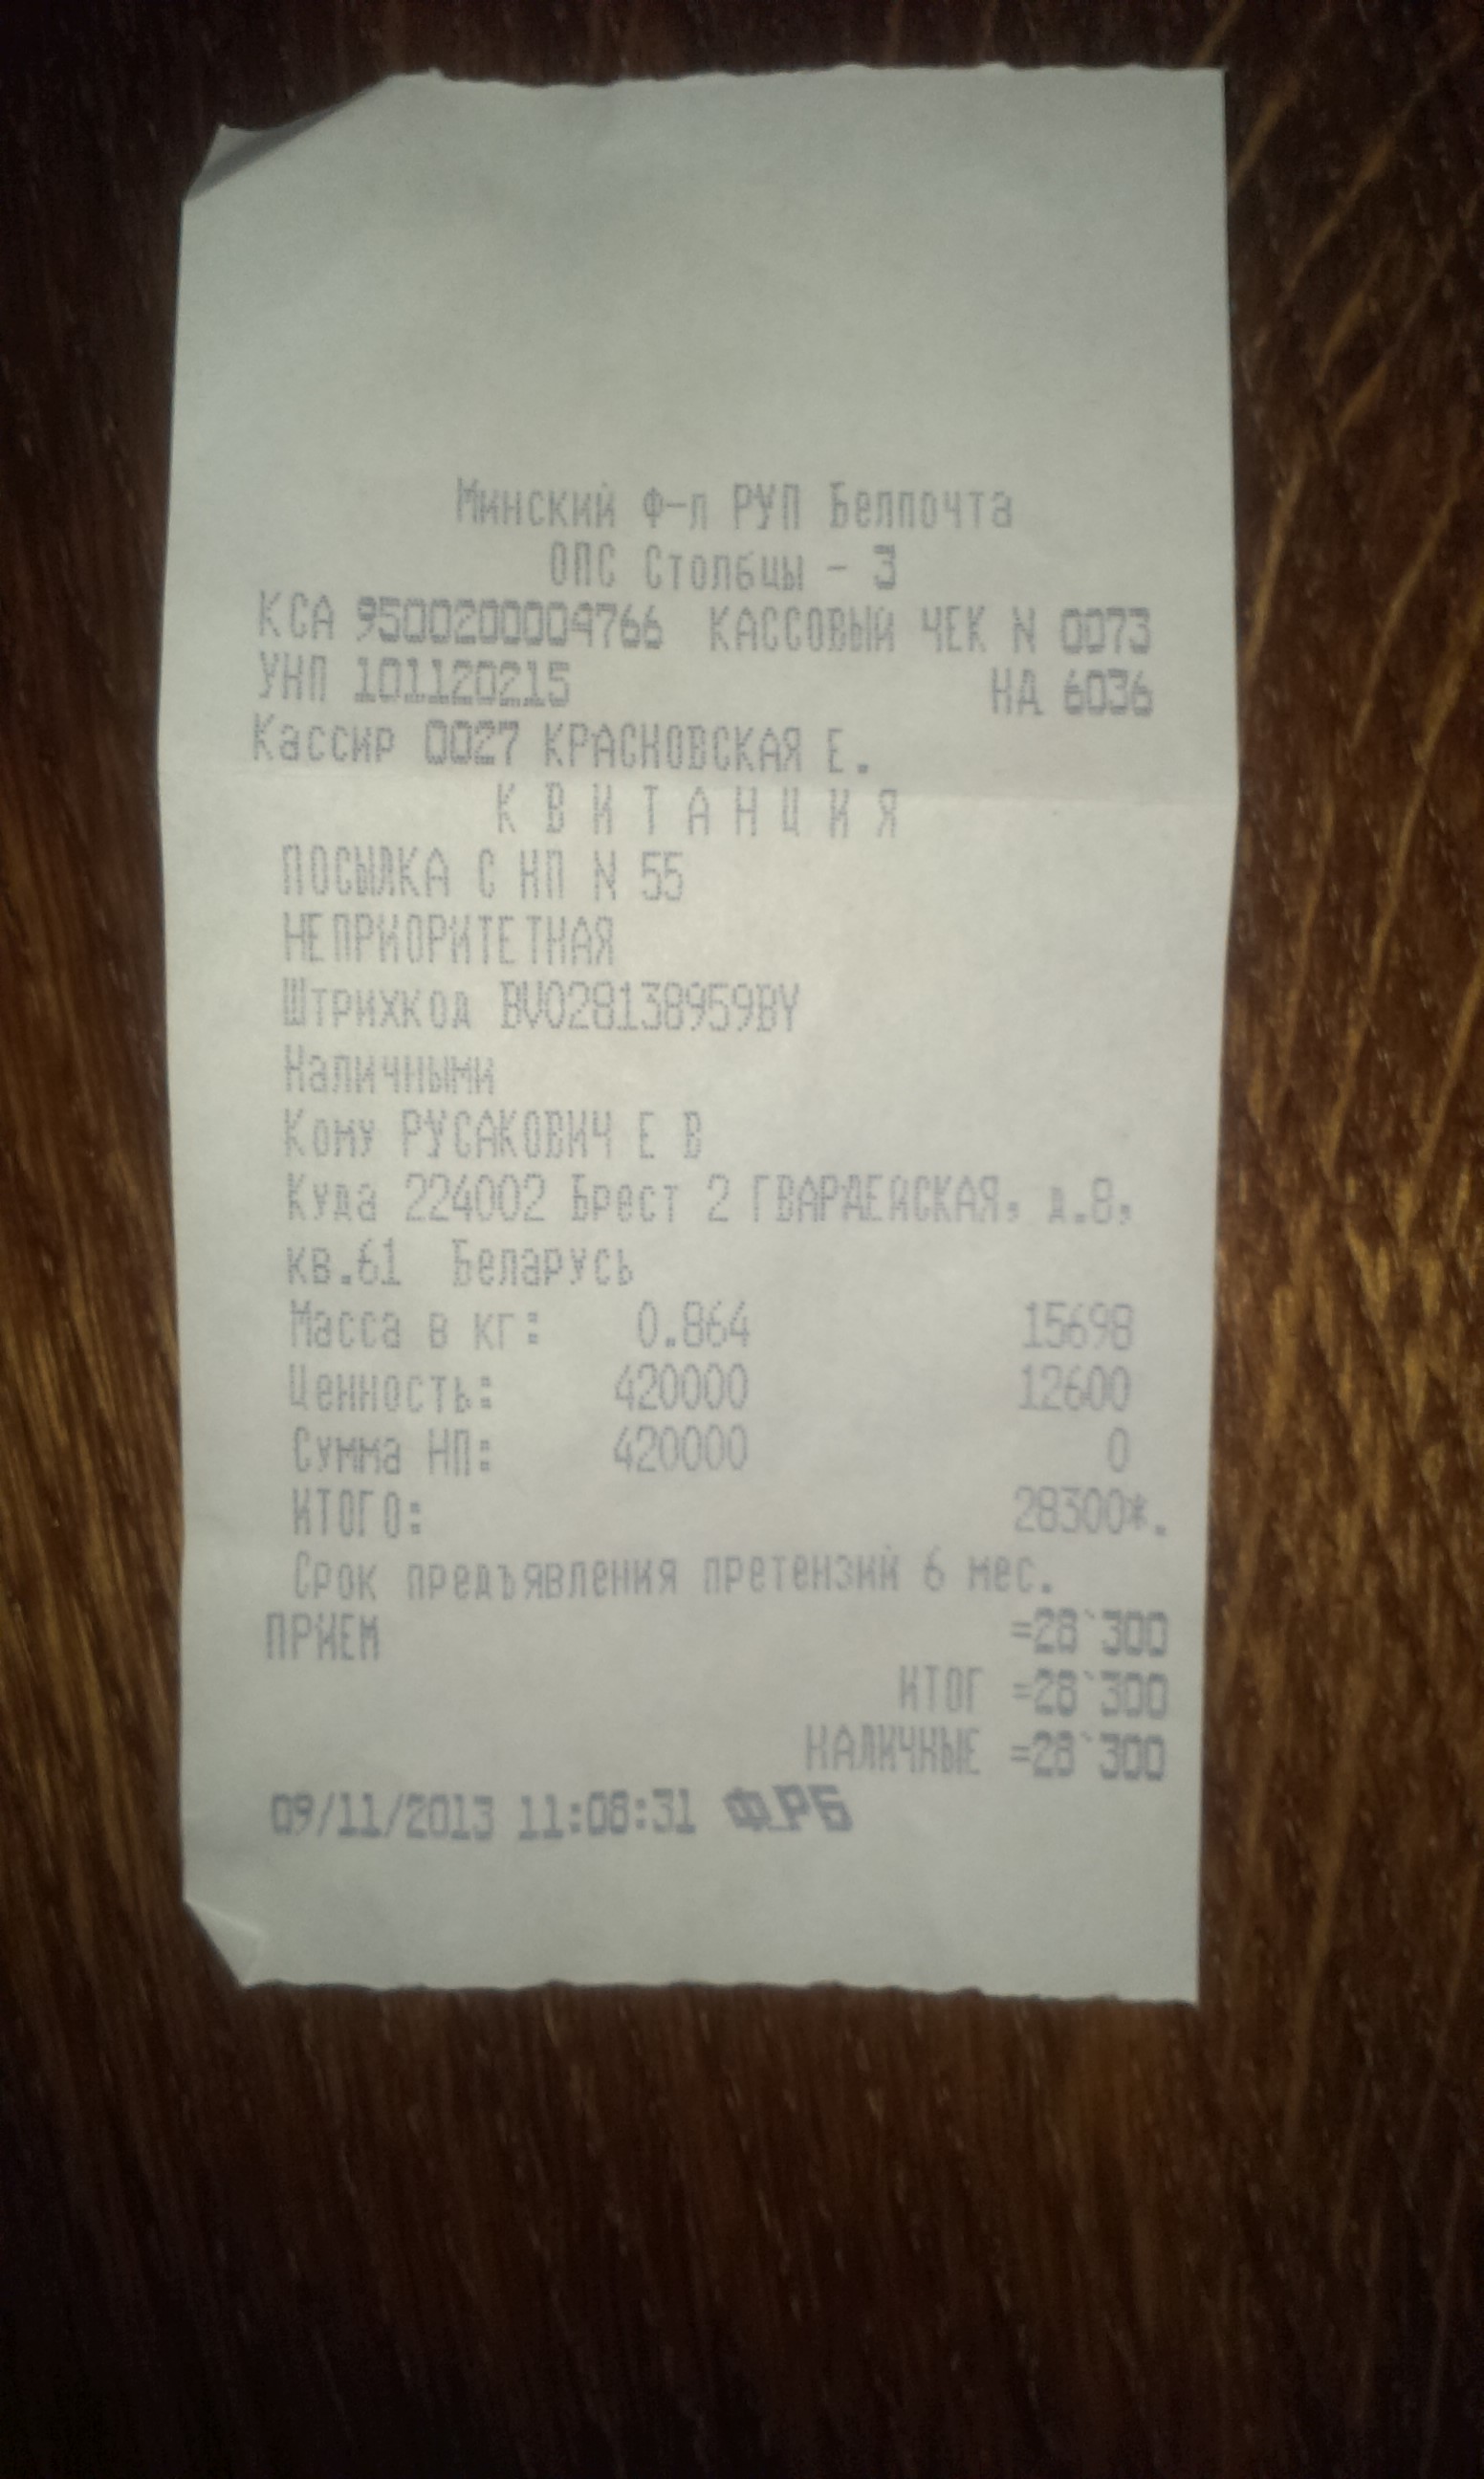 Минский Ф-л РУП Белпочта
ОПС Столбцы - 3
КСА 9500200004766 КАССОВЫЙ ЧЕК N 0073
УНП 101120215 НД 6036
Кассир 0027 КРАСНОВСКАЯ Е.
К В И Т А Н Ц И Я
ПОСЫЛКА С НП N 55
НЕПРИОРИТЕТНАЯ
Штрихкод BV028138959BY
Наличными
Кому РУСАКОВИЧ Е В
Куда 224002 Брест 2 ГВАРДЕЙСКАЯ, д.8,
кв.61 Беларусь
Масса в кг: 0.864 15698
Ценность: 420000 12600
Сумма НП: 420000 0
ИТОГО: 28300*.
Срок предъявления претензий 6 мес.
ПРИЕМ =28`300
ИТОГ =28`300
НАЛИЧНЫЕ =28`300
09/11/2013 11:08:31 ФРБ